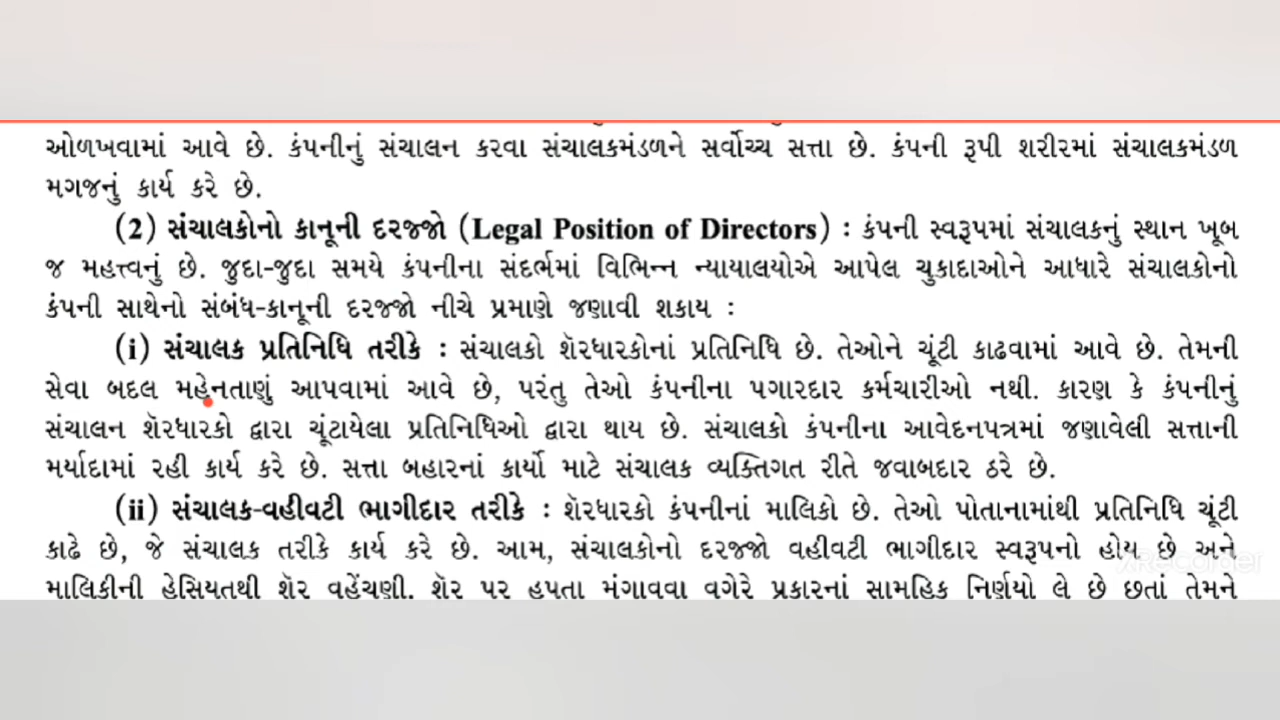 ઓળખવામાં આવે છે. કંપનીનું સંચાલન કરવા સંચાલકમંડળને સર્વોચ્ચ સત્તા છે. કંપની રૂપી શરીરમાં સંચાલકમંડળ
મગજનું કાર્ય કરે છે.
(2) સંચાલકોનો કાનૂની દરજ્જો (Legal Position of Directors) : કંપની સ્વરૂપમાં સંચાલકનું સ્થાન ખૂબ
જ મહત્ત્વનું છે. જુદા-જુદા સમયે કંપનીના સંદર્ભમાં વિભિન્ન ન્યાયાલયોએ આપેલ ચુકાદાઓને આધારે સંચાલકોનો
કંપની સાથેનો સંબંધ-કાનૂની દરજ્જો નીચે પ્રમાણે જણાવી શકાય :
(i) સંચાલક પ્રતિનિધિ તરીકે : સંચાલકો શૅરધારકોનાં પ્રતિનિધિ છે. તેઓને ચૂંટી કાઢવામાં આવે છે. તેમની
સેવા બદલ મહેનતાણું આપવામાં આવે છે, પરંતુ તેઓ કંપનીના પગારદાર કર્મચારીઓ નથી. કારણ કે કંપનીનું
સંચાલન શૅરધારકો દ્વારા ચૂંટાયેલા પ્રતિનિધિઓ દ્વારા થાય છે. સંચાલકો કંપનીના આવેદનપત્રમાં જણાવેલી સત્તાની
મર્યાદામાં રહી કાર્ય કરે છે. સત્તા બહારનાં કાર્યો માટે સંચાલક વ્યક્તિગત રીતે જવાબદાર ઠરે છે.
(ii) સંચાલક-વહીવટી ભાગીદાર તરીકે : શૅરધારકો કંપનીનાં માલિકો છે. તેઓ પોતાનામાંથી પ્રતિનિધિ ચૂંટી
કાઢે છે, જે સંચાલક તરીકે કાર્ય કરે છે. આમ, સંચાલકોનો દરજ્જો વહીવટી ભાગીદાર સ્વરૂપનો હોય છે અને
માલિકીની હેસિયતથી શૅર વહેંચણી, શૅર પર હપતા મંગાવવા વગેરે પ્રકારનાં સામૂહિક નિર્ણયો લે છે છતાં તેમને
XRecorder